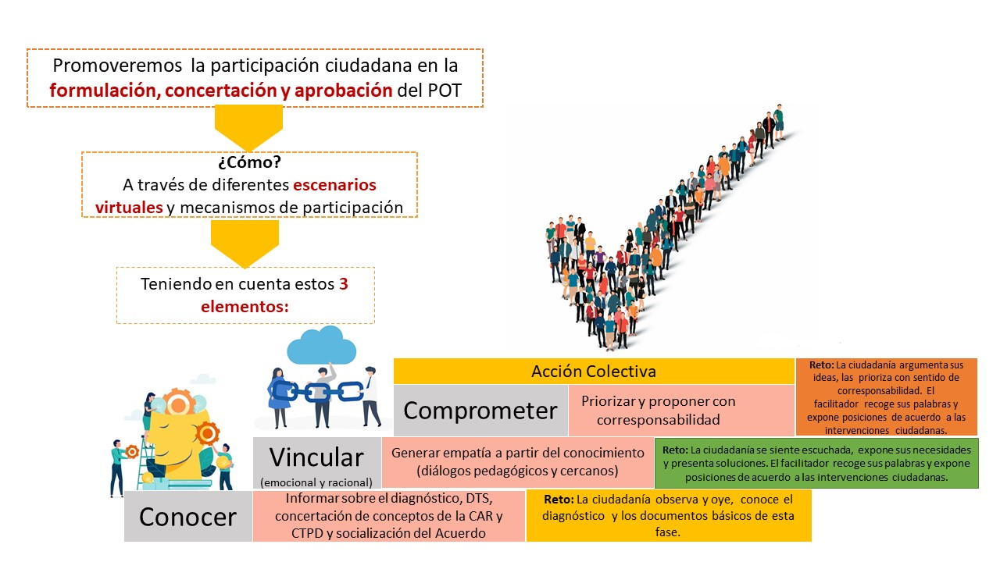 Promoveremos la participación ciudadana en la
formulación, concertación y aprobación del POT
¿Cómo?
A través de diferentes escenarios
virtuales y mecanismos de participación
Teniendo en cuenta estos 3
elementos:
Acción Colectiva
Comprometer
Priorizar y proponer con
corresponsabilidad
Reto: La ciudadanía argumenta sus
ideas, las prioriza con sentido de
corresponsabilidad. El
facilitador recoge sus palabras y
expone posiciones de acuerdo a las
intervenciones ciudadanas.
Vincular
(emocional y racional)
Generar empatía a partir del conocimiento
(diálogos pedagógicos y cercanos)
Reto: La ciudadanía se siente escuchada, expone sus necesidades
y presenta soluciones. El facilitador recoge sus palabras y expone
posiciones de acuerdo a las intervenciones ciudadanas.
Conocer
Informar sobre el diagnóstico, DTS,
concertación de conceptos de la CAR y
CTPD y socialización del Acuerdo
Reto: La ciudadanía observa y oye, conoce el
diagnóstico y los documentos básicos de esta
fase.